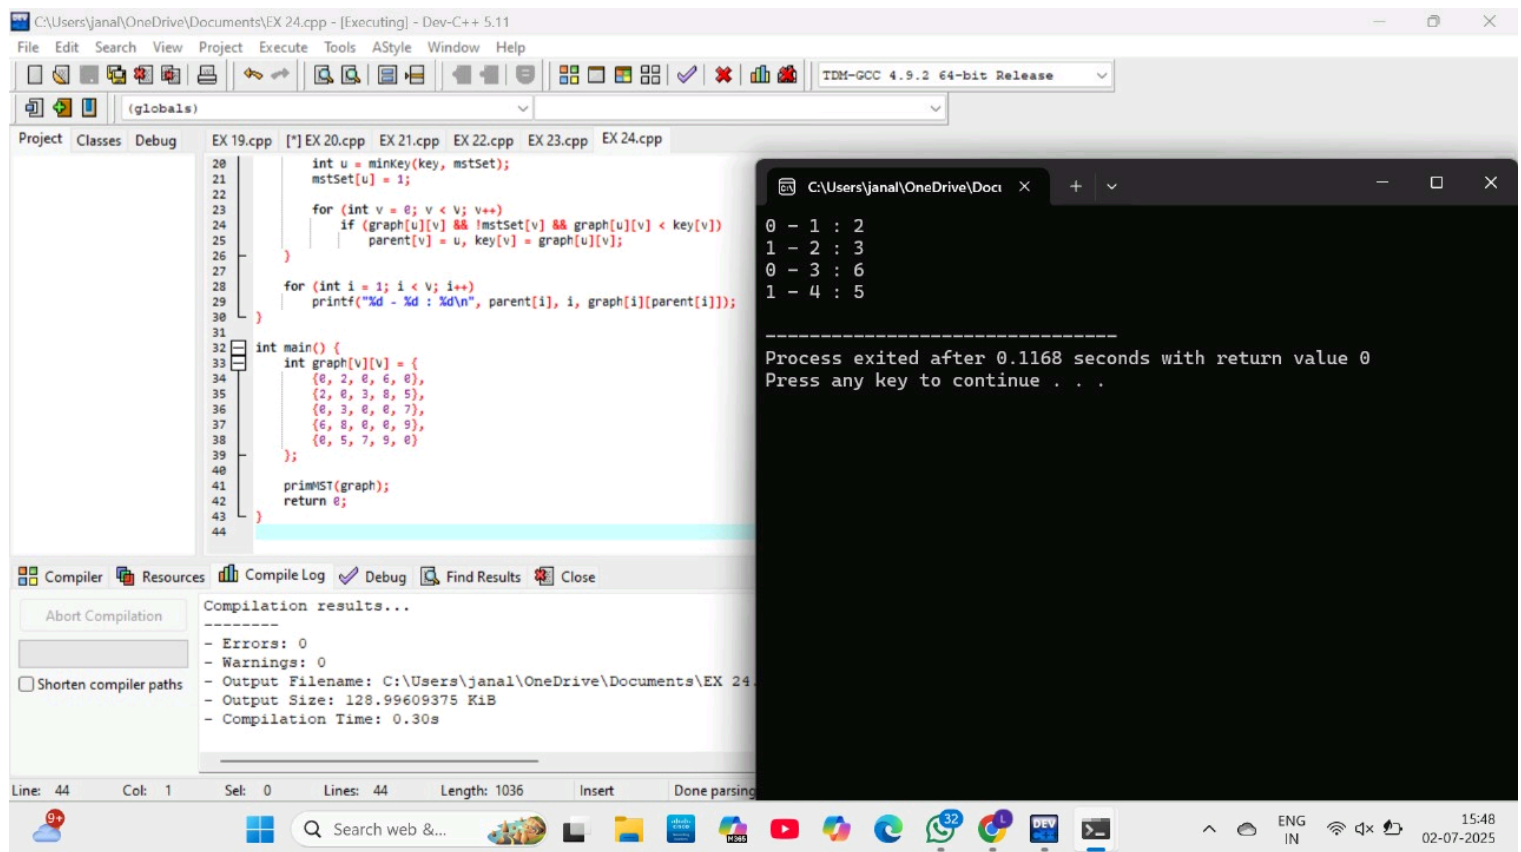 C:\Users\janal\OneDrive\Documents\EX 24.cpp - [Executing] - Dev-C++ 5.11
File Edit Search View Project Execute Tools AStyle Window Help
TDM-GCC 4.9.2 64-bit Release
(globals)
Project Classes Debug
EX 19.cpp [*] EX 20.cpp EX 21.cpp EX 22.cpp EX 23.cpp EX 24.cpp
20 int u = minKey(key, mstSet);
21 mstSet[u] = 1;
22
23 for (int v = 0; v < V; v++)
24 if (graph[u][v] && !mstSet[v] && graph[u][v] < key[v])
25 parent[v] = u, key[v] = graph[u][v];
26 }
27
28 for (int i = 1; i < V; i++)
29 printf("%d - %d : %d\n", parent[i], i, graph[i][parent[i]]);
30 }
31
32 int main() {
33 int graph[V][V] = {
34 {0, 2, 0, 6, 0},
35 {2, 0, 3, 8, 5},
36 {0, 3, 0, 0, 7},
37 {6, 8, 0, 0, 9},
38 {0, 5, 7, 9, 0}
39 };
40
41 primMST(graph);
42 return 0;
43 }
44
C:\Users\janal\OneDrive\Docu
0 - 1 : 2
1 - 2 : 3
0 - 3 : 6
1 - 4 : 5
--------------------------------
Process exited after 0.1168 seconds with return value 0
Press any key to continue . . .
Compiler Resources Compile Log Debug Find Results Close
Abort Compilation
Shorten compiler paths
Compilation results...
--------
- Errors: 0
- Warnings: 0
- Output Filename: C:\Users\janal\OneDrive\Documents\EX 24.
- Output Size: 128.99609375 KiB
- Compilation Time: 0.30s
Line: 44 Col: 1 Sel: 0 Lines: 44 Length: 1036 Insert Done parsing
9+
Search web &...
M365
32
L
DEV
ENG
IN
15:48
02-07-2025